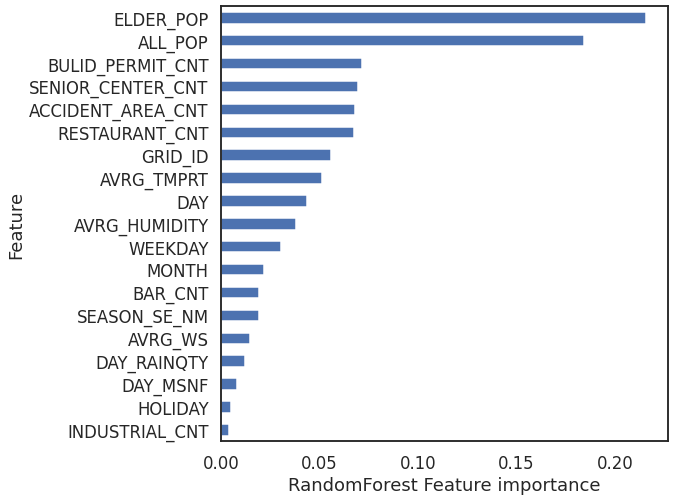 ELDER_POP
ALL_POP
BULID_PERMIT_CNT
SENIOR_CENTER_CNT
ACCIDENT_AREA_CNT
RESTAURANT_CNT
GRID_ID
AVRG_TMPRT
DAY
AVRG_HUMIDITY
WEEKDAY
MONTH
BAR_CNT
SEASON_SE_NM
AVRG_WS
DAY_RAINQTY
DAY_MSNF
HOLIDAY
INDUSTRIAL_CNT
Feature
0.00 0.05 0.10 0.15 0.20
RandomForest Feature importance